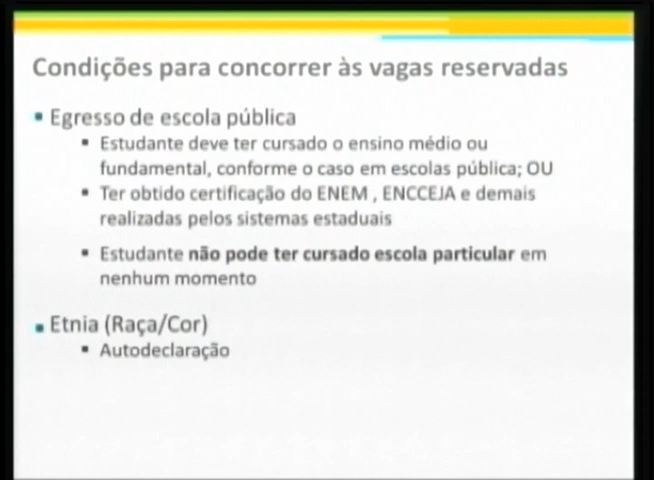 Condições para concorrer às vagas reservadas
Egresso de escola pública
Estudante deve ter cursado o ensino médio ou
fundamental, conforme o caso em escolas pública; OU
Ter obtido certificação do ENEM , ENCCEJA e demais
realizadas pelos sistemas estaduais
Estudante não pode ter cursado escola particular em
nenhum momento
Etnia (Raça/Cor)
Autodeclaração